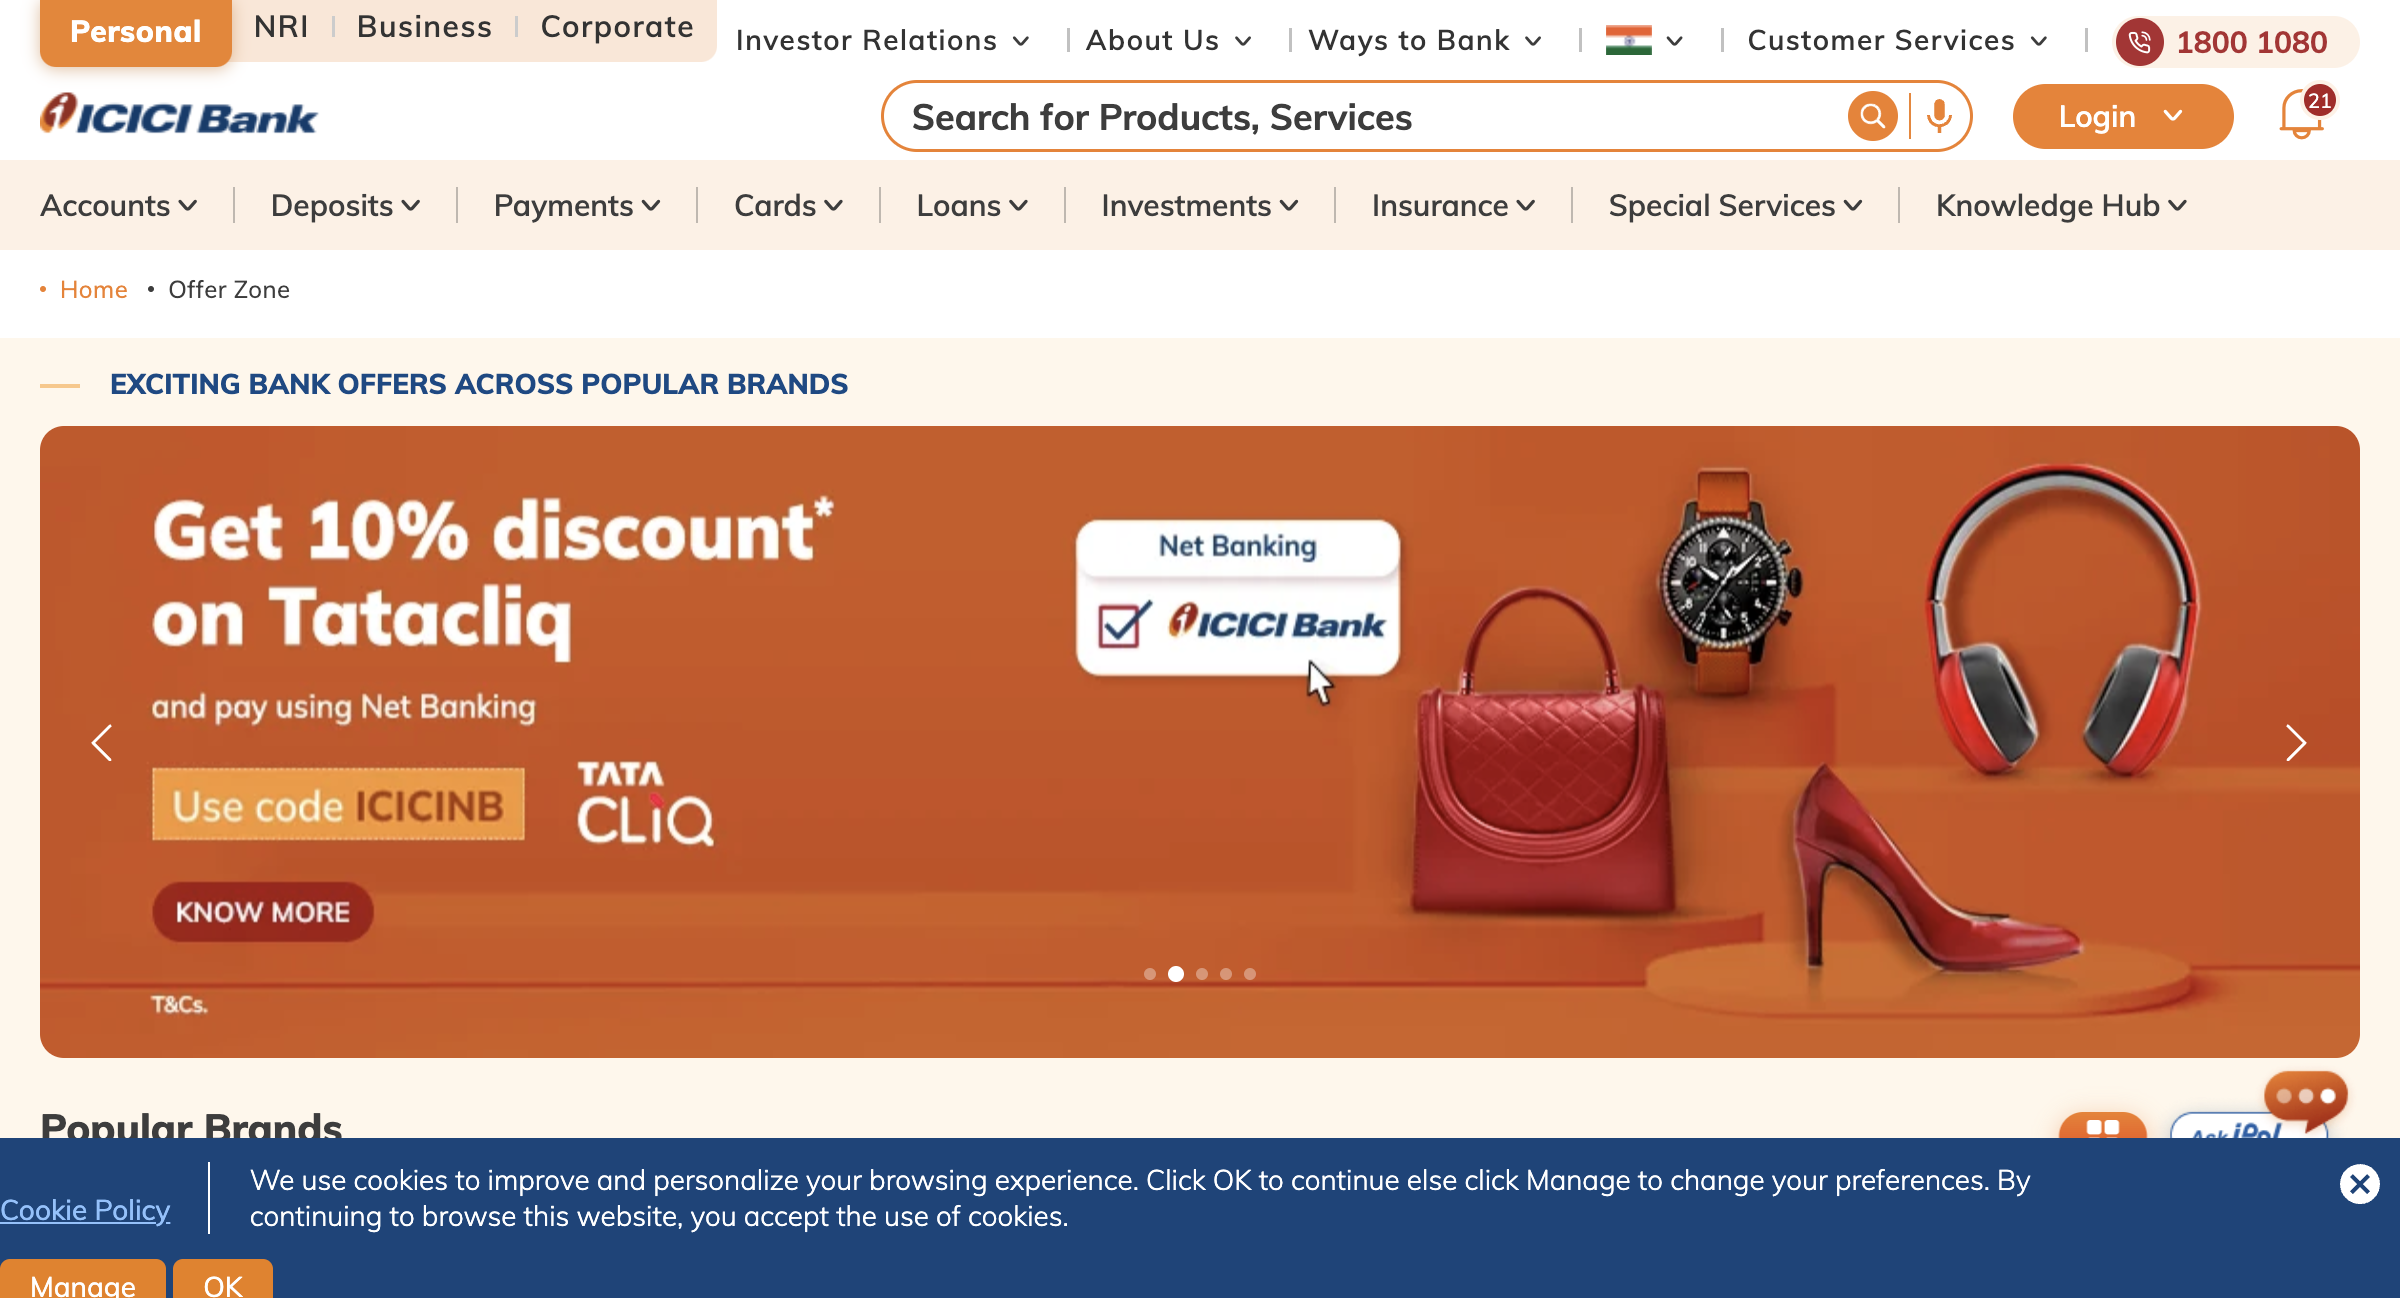 Personal NRI Business Corporate Investor Relations About Us Ways to Bank Customer Services 1800 1080
ICICI Bank Search for Products, Services Login 21
Accounts Deposits Payments Cards Loans Investments Insurance Special Services Knowledge Hub
• Home • Offer Zone
EXCITING BANK OFFERS ACROSS POPULAR BRANDS
Get 10% discount*
on Tatacliq
and pay using Net Banking
Use code ICICINB
TATA
CLiQ
KNOW MORE
T&Cs.
Net Banking
ICICI Bank
Popular Brands
Ask iPal
Cookie Policy
We use cookies to improve and personalize your browsing experience. Click OK to continue else click Manage to change your preferences. By
continuing to browse this website, you accept the use of cookies.
Manage OK